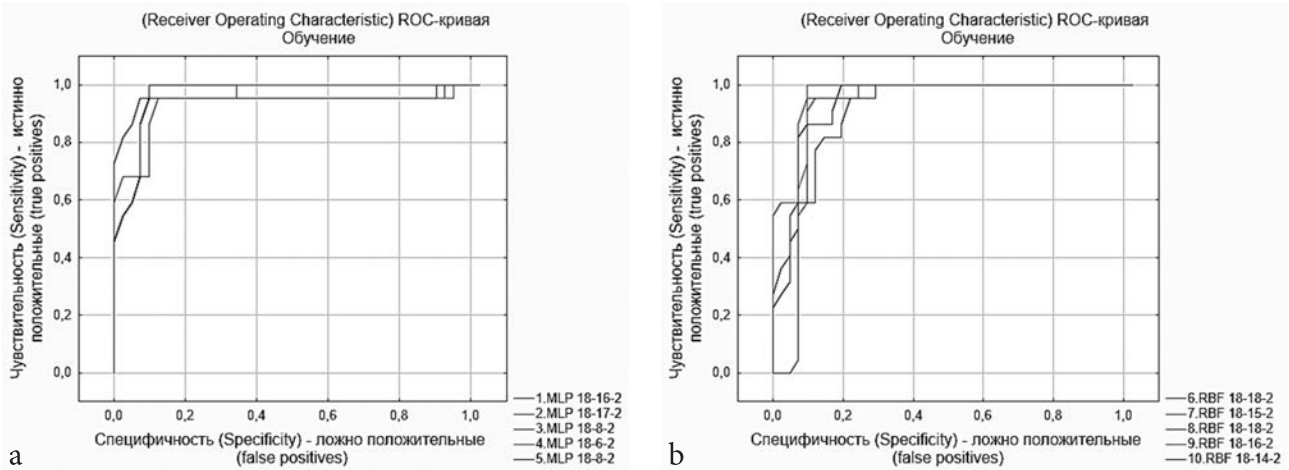 (Receiver Operating Characteristic) ROC-кривая
Обучение
Чувствительность (Sensitivity) - истинно
положительные (true positives)
1,0
0,8
0,6
0,4
0,2
0,0
0,0 0,2 0,4 0,6 0,8 1,0
Специфичность (Specificity) - ложно положительные
(false positives)
1.MLP 18-16-2
2.MLP 18-17-2
3.MLP 18-8-2
4.MLP 18-6-2
5.MLP 18-8-2
a
(Receiver Operating Characteristic) ROC-кривая
Обучение
Чувствительность (Sensitivity) - истинно
положительные (true positives)
1,0
0,8
0,6
0,4
0,2
0,0
0,0 0,2 0,4 0,6 0,8 1,0
Специфичность (Specificity) - ложно положительные
(false positives)
6.RBF 18-18-2
7.RBF 18-15-2
8.RBF 18-18-2
9.RBF 18-16-2
10.RBF 18-14-2
b